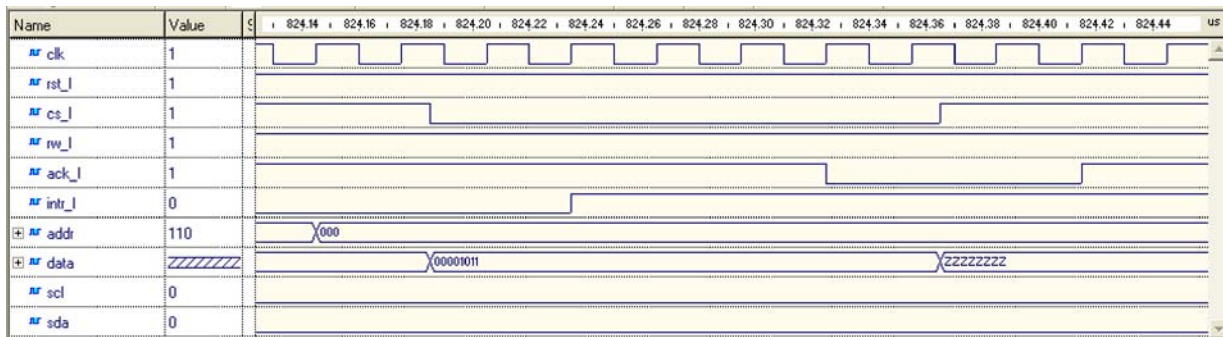 Name Value S 824.14 824.16 824.18 824.20 824.22 824.24 824.26 824.28 824.30 824.32 824.34 824.36 824.38 824.40 824.42 824.44 us
clk 1
rst_l 1
cs_l 1
rw_l 1
ack_l 1
intr_l 0
addr 110 000
data ZZZZZZZZ 00001011 ZZZZZZZZ
scl 0
sda 0